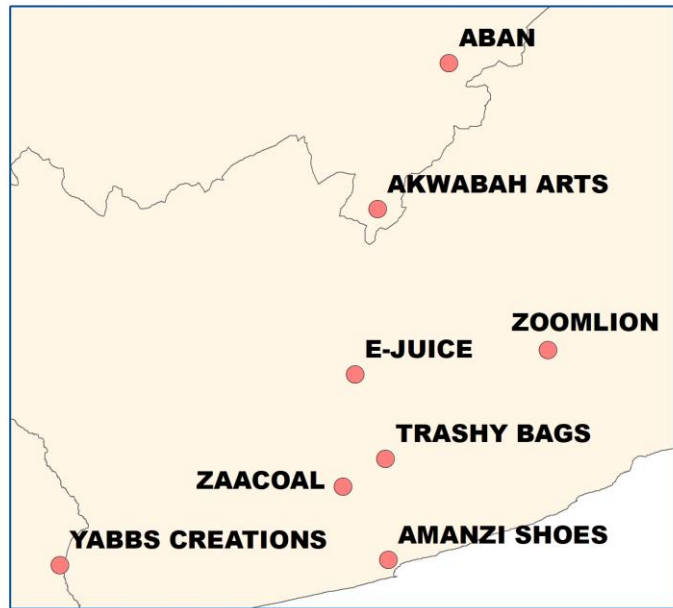 ABAN
AKWABAH ARTS
ZOOMLION
E-JUICE
TRASHY BAGS
ZAACOAL
YABBS CREATIONS
AMANZI SHOES